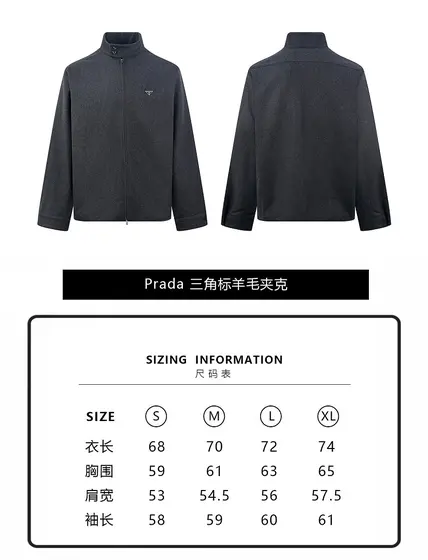 Prada 三角标羊毛夹克
SIZING INFORMATION
尺码表
SIZE S M L XL
衣长 68 70 72 74
胸围 59 61 63 65
肩宽 53 54.5 56 57.5
袖长 58 59 60 61